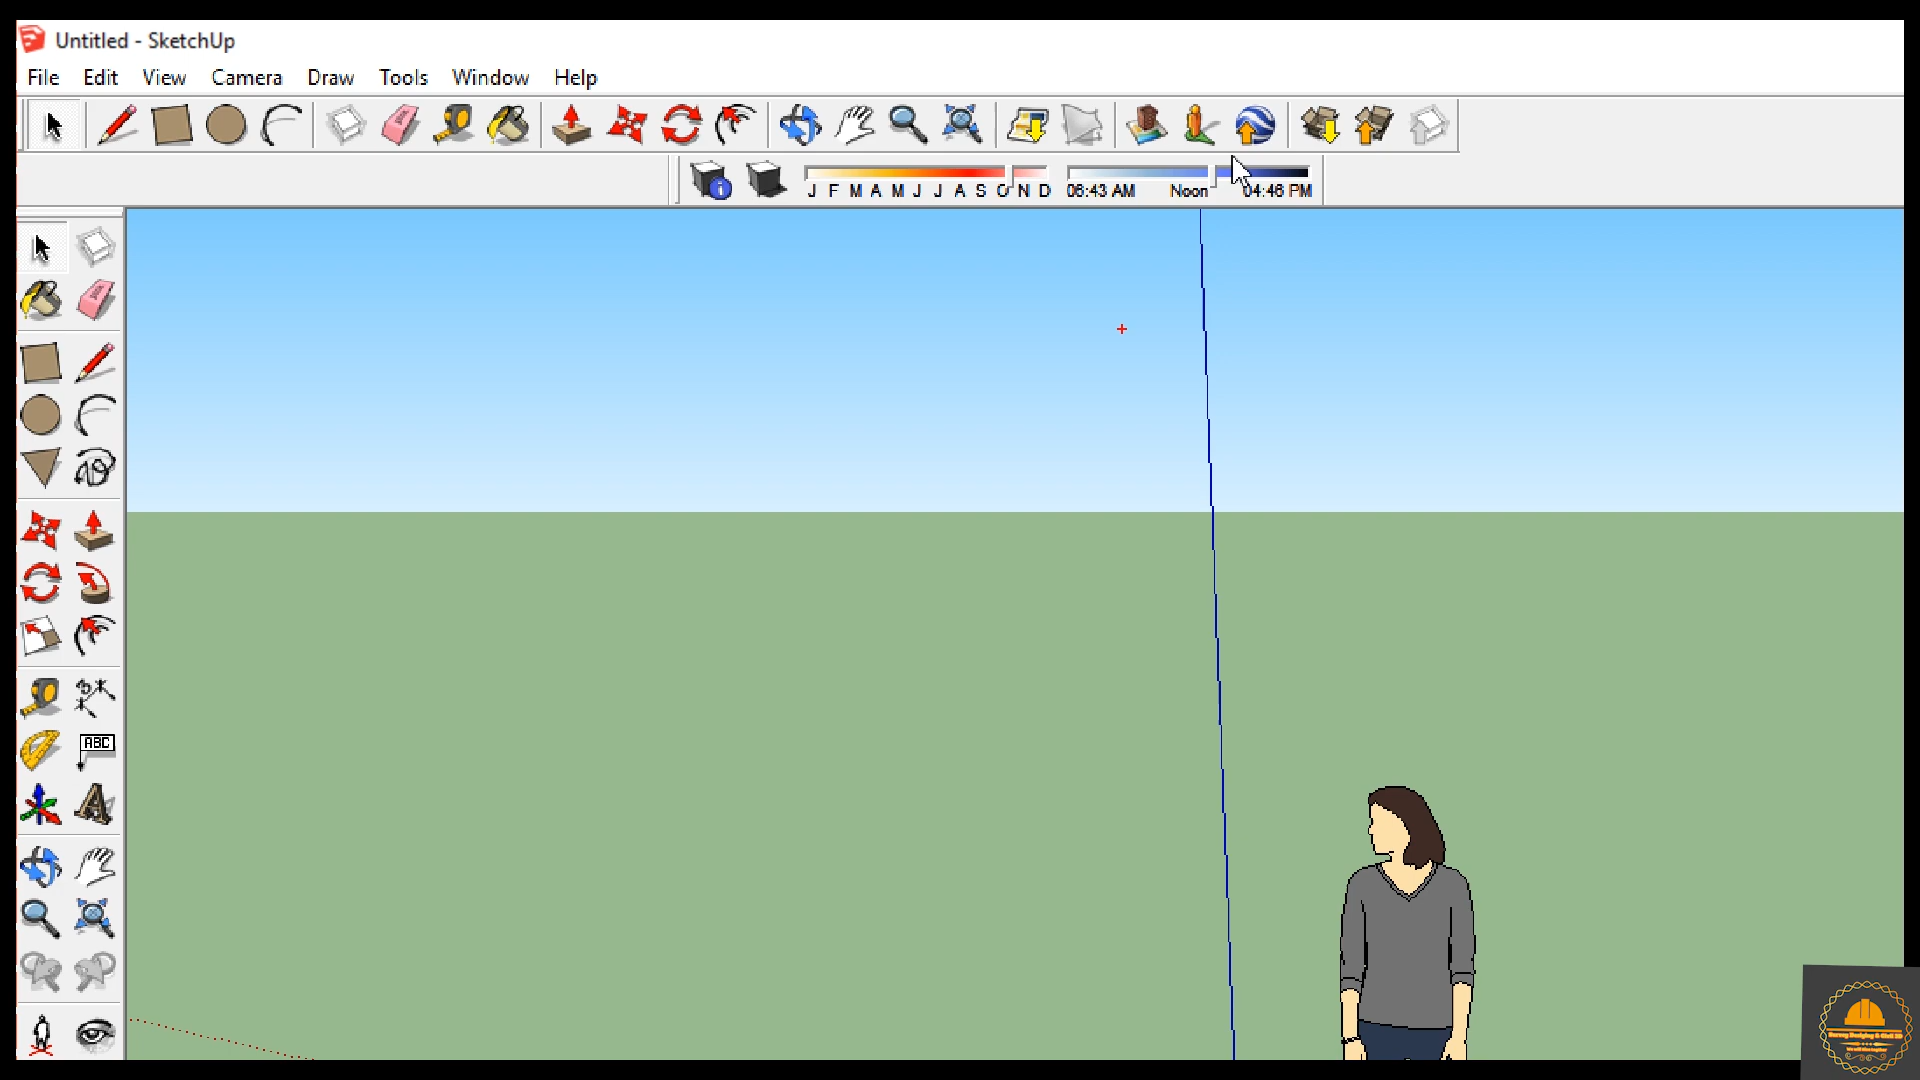 Untitled - SketchUp
File Edit View Camera Draw Tools Window Help
J F M A M J J A S O N D 06:43 AM Noon 04:46 PM
ABC